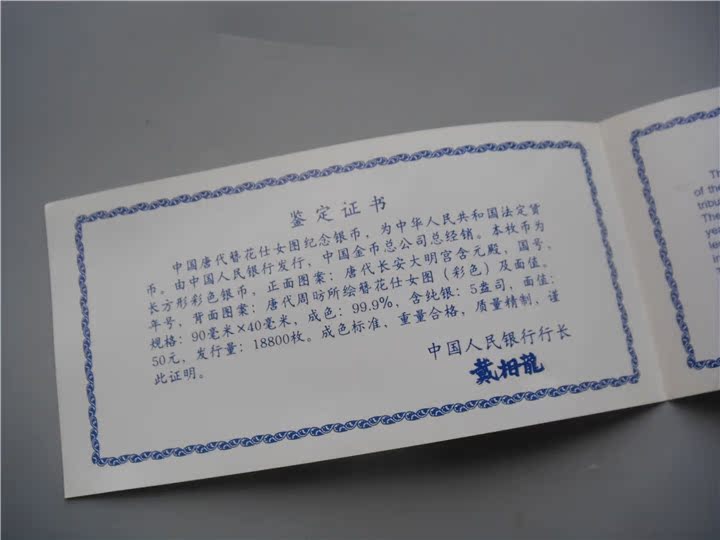 鉴定证书
中国唐代簪花仕女图纪念银币，为中华人民共和国法定货
币。由中国人民银行发行，中国金币总公司总经销。本枚币为
长方形彩色银币，正面图案：唐代长安大明宫含元殿，国号，
年号，背面图案：唐代周昉所绘簪花仕女图（彩色）及面值。
规格：90毫米×40毫米，成色：99.9%，含纯银：5盎司，面值：
50元，发行量：18800枚。成色标准，重量合格，质量精制，谨
此证明。
中国人民银行行长
戴相龍
Th
of the
tribu
The
yea
le
in